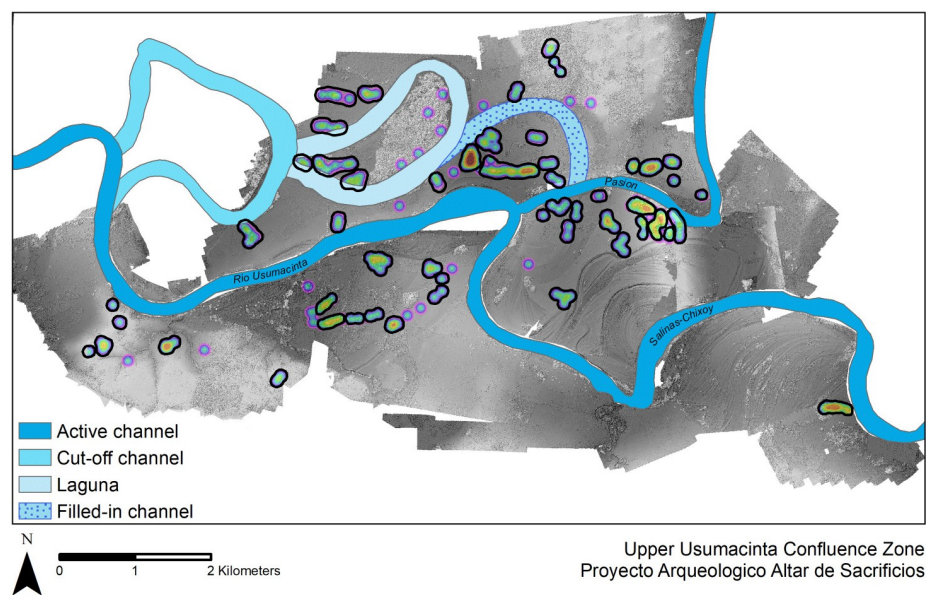 Pasion
Rio Usumacinta
Salinas-Chixoy
Active channel
Cut-off channel
Laguna
Filled-in channel
N
0 1 2 Kilometers
Upper Usumacinta Confluence Zone
Proyecto Arqueologico Altar de Sacrificios